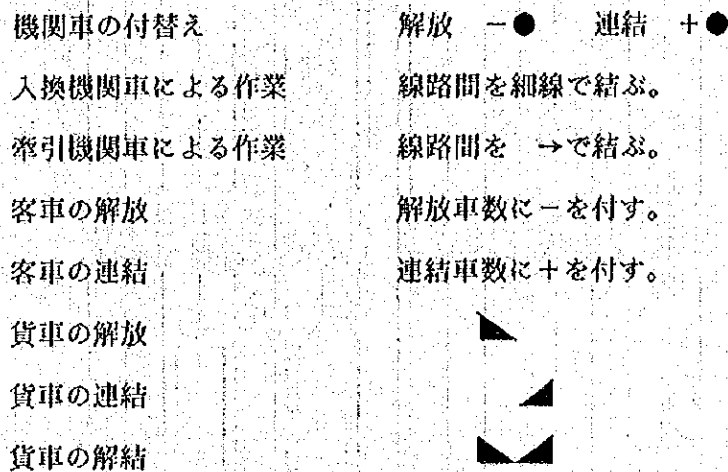 機関車の付替え　解放　－●　連結　＋●
入換機関車による作業　線路間を細線で結ぶ。
牽引機関車による作業　線路間を　→で結ぶ。
客車の解放　解放車数に－を付す。
客車の連結　連結車数に＋を付す。
貨車の解放
貨車の連結
貨車の解結